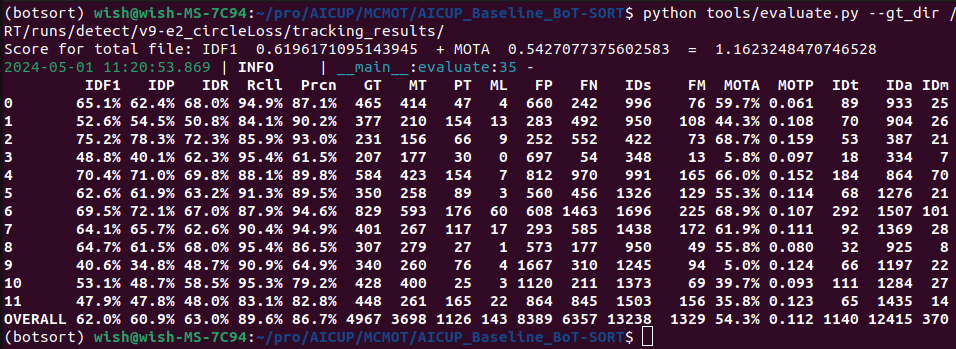 (botsort) wish@wish-MS-7C94:~/pro/AICUP/MCMOT/AICUP_Baseline_BoT-SORT$ python tools/evaluate.py --gt_dir /
RT/runs/detect/v9-e2_circleLoss/tracking_results/
Score for total file: IDF1  0.6196171095143945  + MOTA  0.5427077375602583  =  1.1623248470746528
2024-05-01 11:20:53.869 | INFO     | __main__:evaluate:35 -
IDF1 IDP IDR Rcll Prcn GT MT PT ML FP FN IDs FM MOTA MOTP IDt IDa IDm
0 65.1% 62.4% 68.0% 94.9% 87.1% 465 414 47 4 660 242 996 76 59.7% 0.061 89 933 25
1 52.6% 54.5% 50.8% 84.1% 90.2% 377 210 154 13 283 492 950 108 44.3% 0.108 70 904 26
2 75.2% 78.3% 72.3% 85.9% 93.0% 231 156 66 9 252 552 422 73 68.7% 0.159 53 387 21
3 48.8% 40.1% 62.3% 95.4% 61.5% 207 177 30 0 697 54 348 13 5.8% 0.097 18 334 7
4 70.4% 71.0% 69.8% 88.1% 89.8% 584 423 154 7 812 970 991 165 66.0% 0.152 184 864 70
5 62.6% 61.9% 63.2% 91.3% 89.5% 350 258 89 3 560 456 1326 129 55.3% 0.114 68 1276 21
6 69.5% 72.1% 67.0% 87.9% 94.6% 829 593 176 60 608 1463 1696 225 68.9% 0.107 292 1507 101
7 64.1% 65.7% 62.6% 90.4% 94.9% 401 267 117 17 293 585 1438 172 61.9% 0.111 92 1369 28
8 64.7% 61.5% 68.0% 95.4% 86.5% 307 279 27 1 573 177 950 49 55.8% 0.080 32 925 8
9 40.6% 34.8% 48.7% 90.9% 64.9% 340 260 76 4 1667 310 1245 94 5.0% 0.124 66 1197 22
10 53.1% 48.7% 58.5% 95.3% 79.2% 428 400 25 3 1120 211 1373 69 39.7% 0.093 111 1284 27
11 47.9% 47.8% 48.0% 83.1% 82.8% 448 261 165 22 864 845 1503 156 35.8% 0.123 65 1435 14
OVERALL 62.0% 60.9% 63.0% 89.6% 86.7% 4967 3698 1126 143 8389 6357 13238 1329 54.3% 0.112 1140 12415 370
(botsort) wish@wish-MS-7C94:~/pro/AICUP/MCMOT/AICUP_Baseline_BoT-SORT$